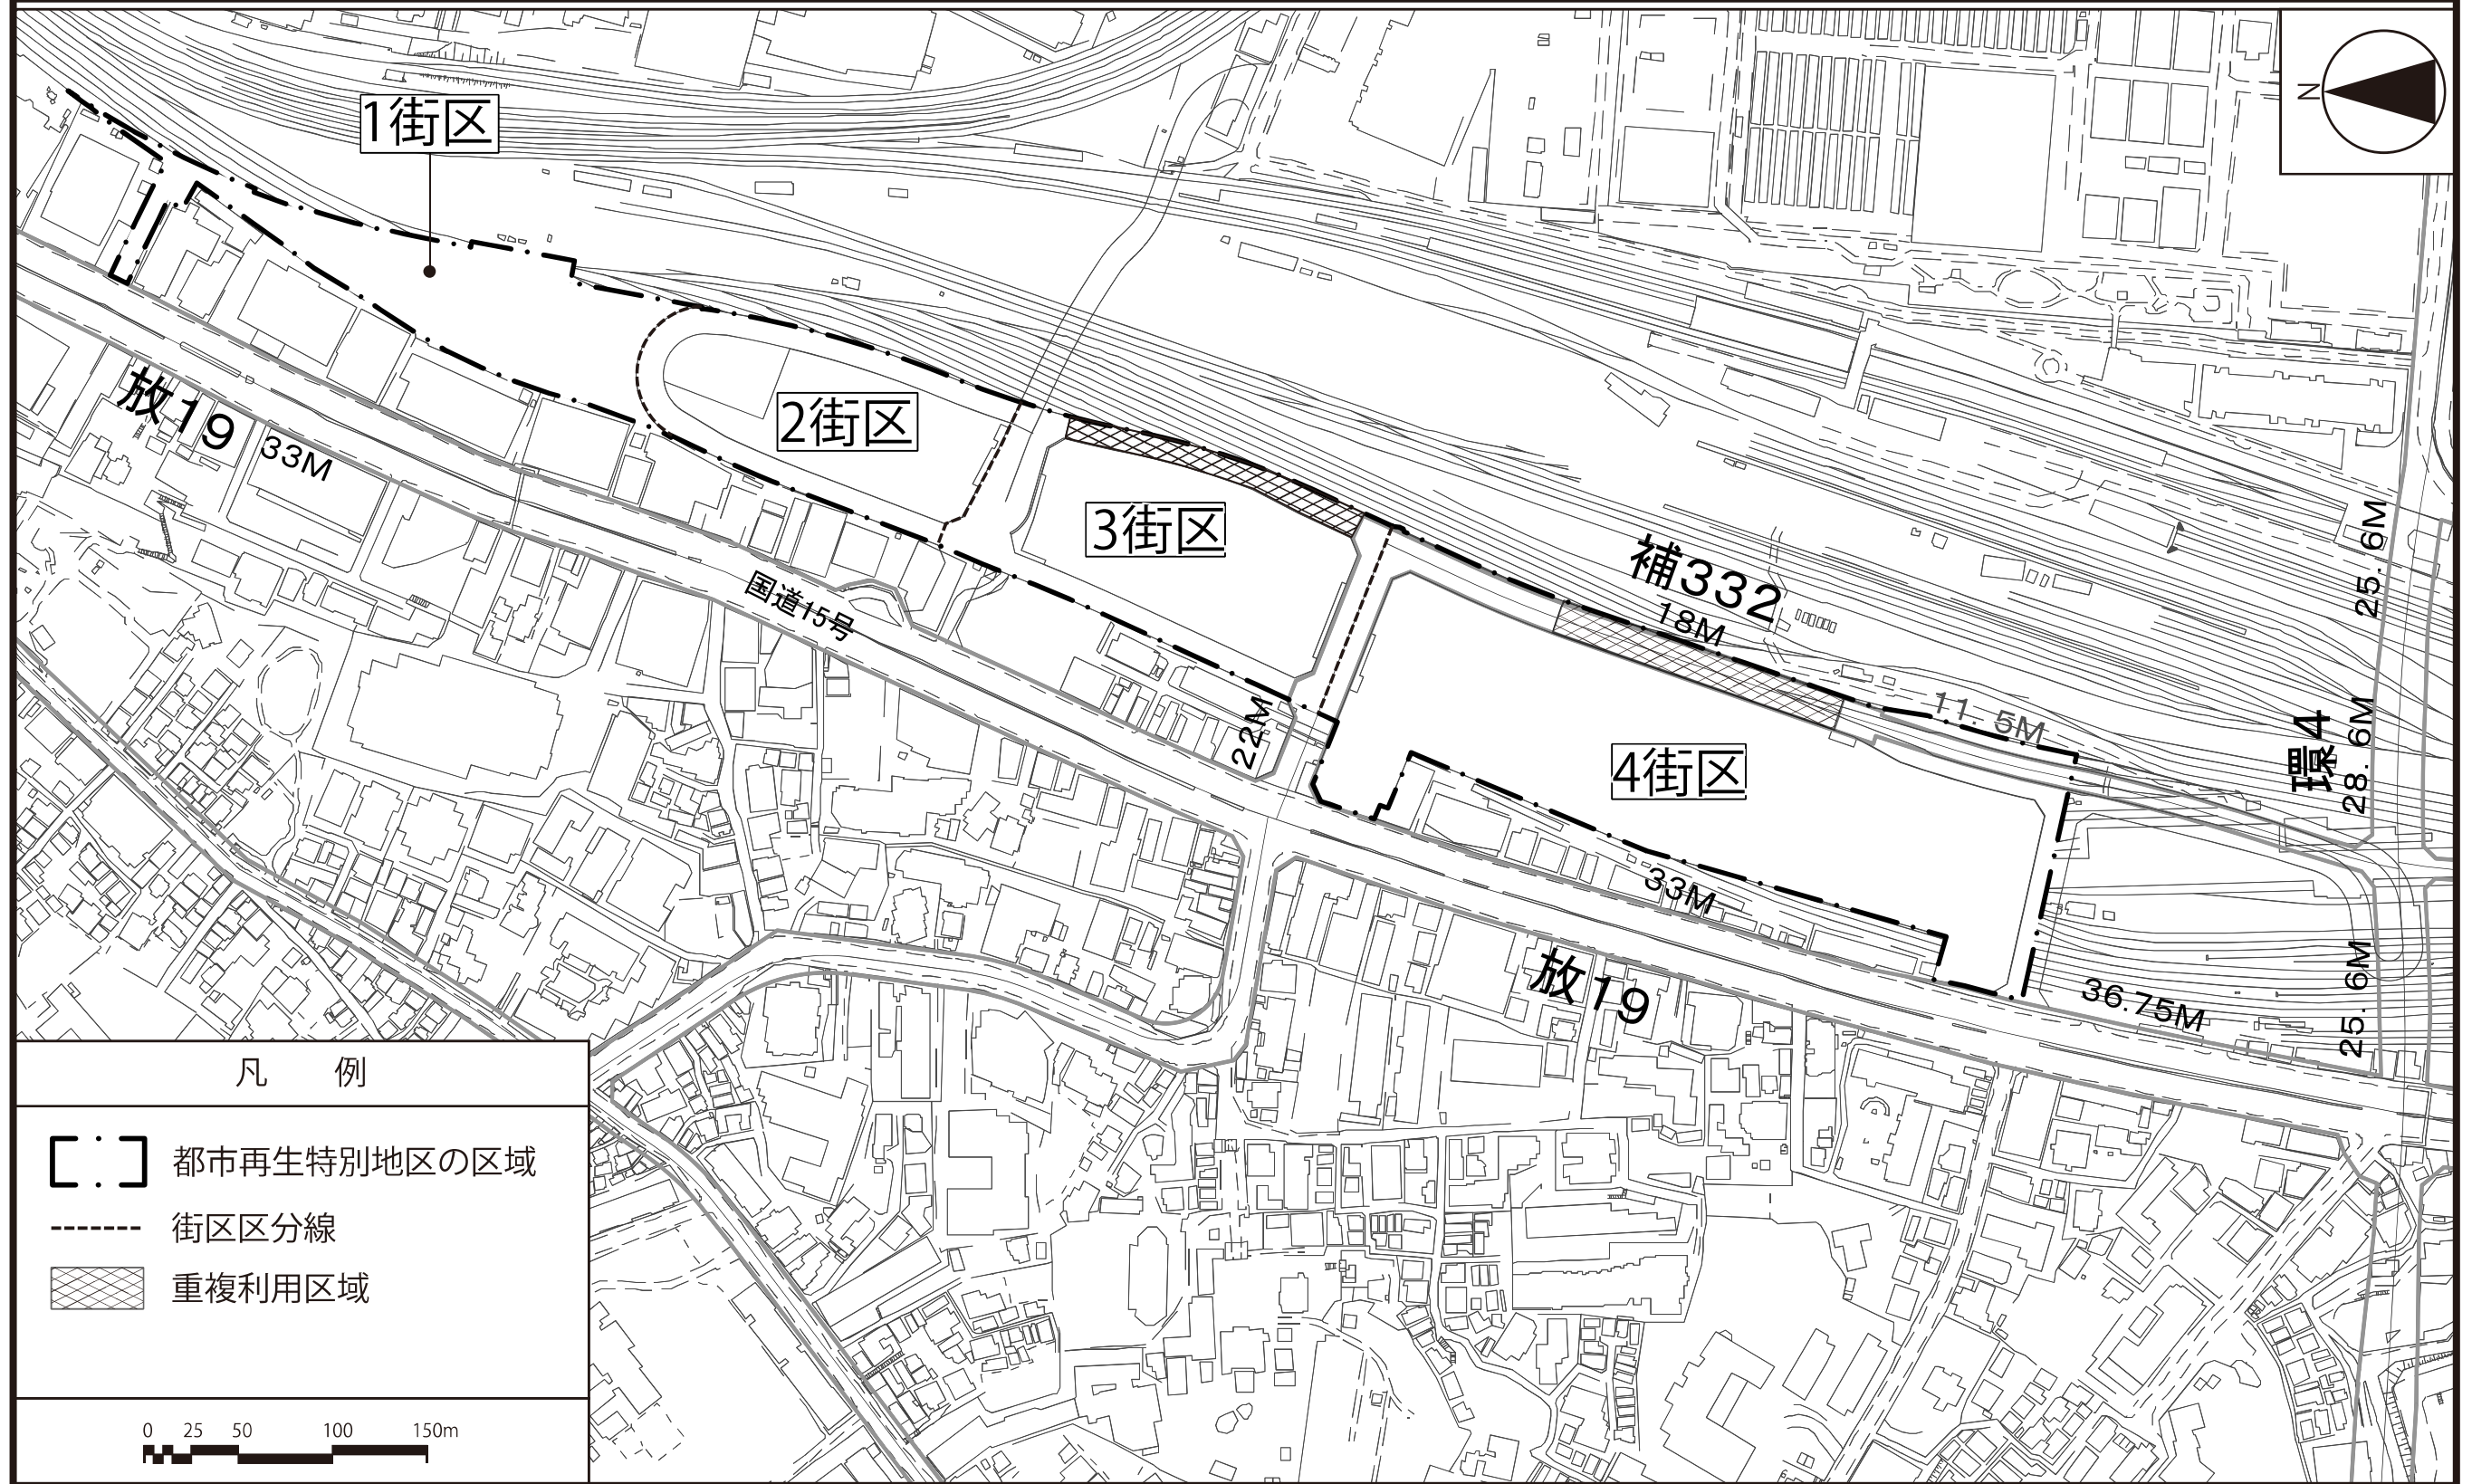 N
1街区
2街区
3街区
4街区
放19
33M
国道15号
22M
補332
18M
11.5M
25.6M
環4
28.6M
33M
放19
36.75M
25.6M
凡 例
都市再生特別地区の区域
街区区分線
重複利用区域
0 25 50 100 150m